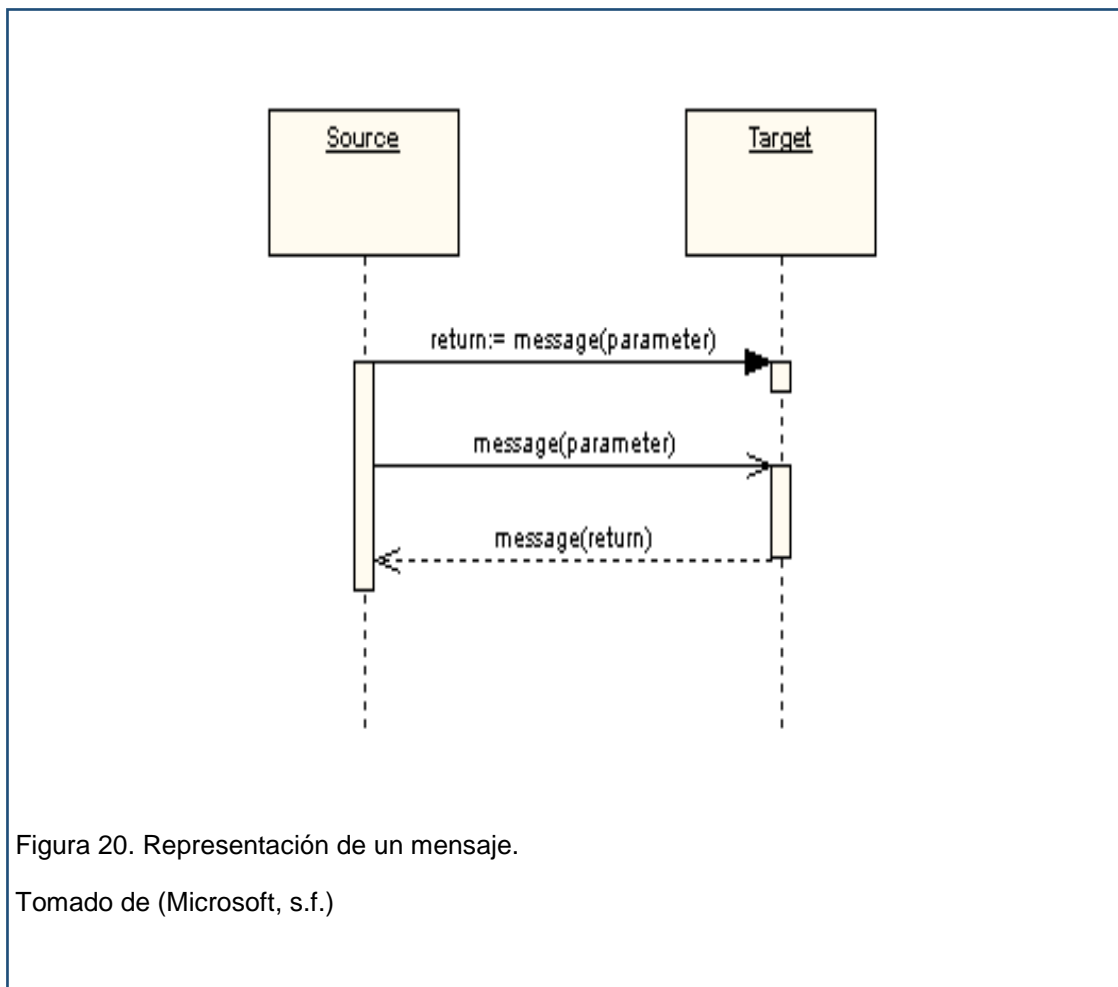 Source
Target
return:= message(parameter)
message(parameter)
message(return)
Figura 20. Representación de un mensaje.
Tomado de (Microsoft, s.f.)